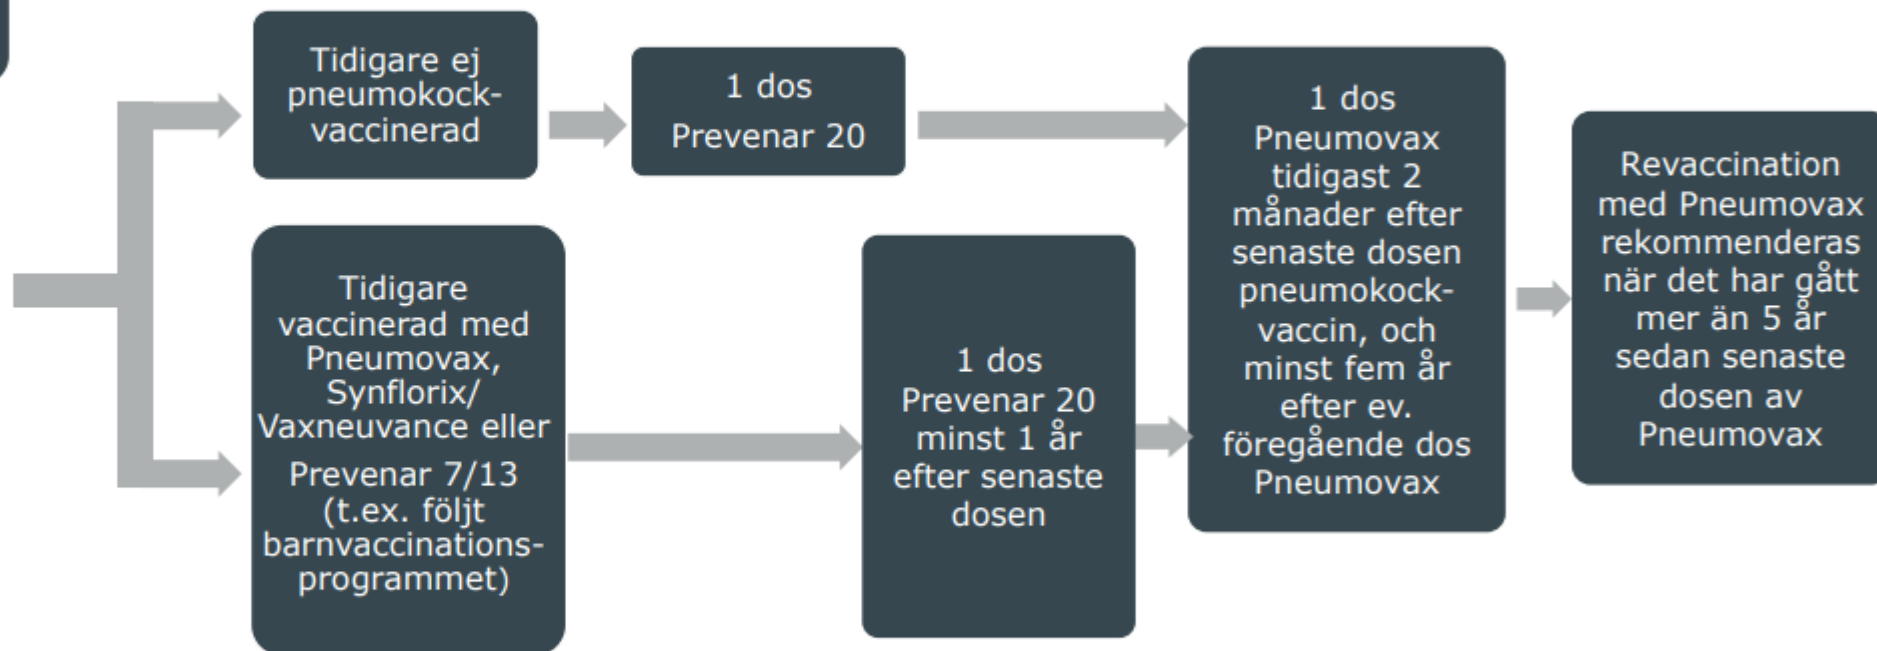 Tidigare ej
pneumokock-
vaccinerad
1 dos
Prevenar 20
Tidigare
vaccinerad med
Pneumovax,
Synflorix/
Vaxneuvance eller
Prevenar 7/13
(t.ex. följt
barnvaccinations-
programmet)
1 dos
Prevenar 20
minst 1 år
efter senaste
dosen
1 dos
Pneumovax
tidigast 2
månader efter
senaste dosen
pneumokock-
vaccin, och
minst fem år
efter ev.
föregående dos
Pneumovax
Revaccination
med Pneumovax
rekommenderas
när det har gått
mer än 5 år
sedan senaste
dosen av
Pneumovax